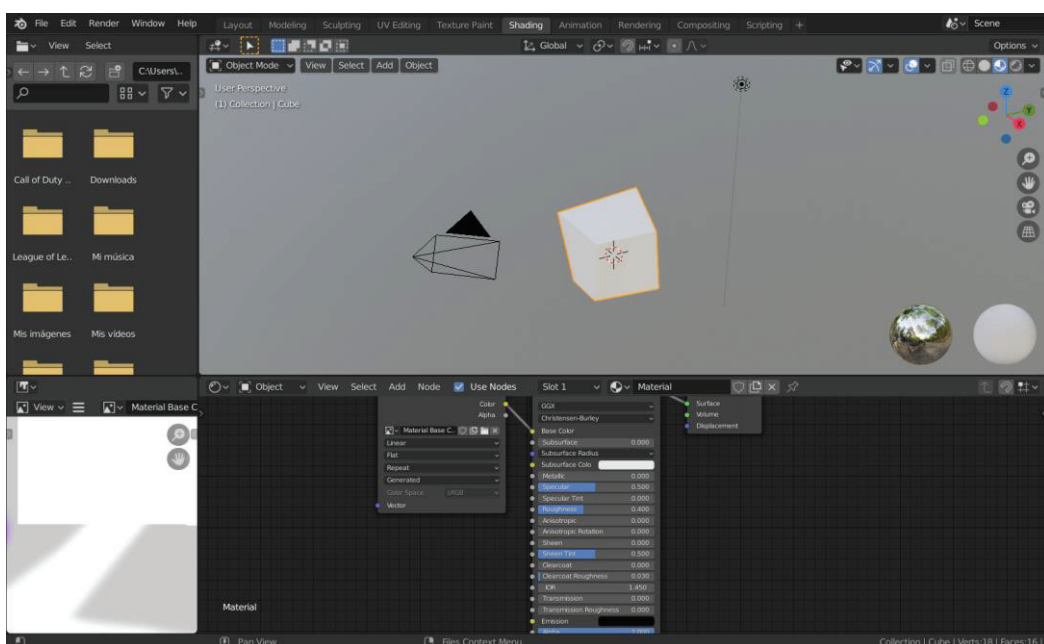 File Edit Render Window Help Layout Modeling Sculpting UV Editing Texture Paint Shading Animation Rendering Compositing Scripting + Scene
View Select Global Options
C:\Users\..
Object Mode View Select Add Object
User Perspective
(1) Collection | Cube
Z
Y
X
Call of Duty .. Downloads
League of Le.. Mi música
Mis imágenes Mis vídeos
Object View Select Add Node Use Nodes Slot 1 Material
View Material Base C
Color
Alpha
Material Base C..
Linear
Flat
Repeat
Generated
Color Space sRGB
Vector
GGX
Christensen-Burley
Base Color
Subsurface 0.000
Subsurface Radius
Subsurface Colo
Metallic 0.000
Specular 0.500
Specular Tint 0.000
Roughness 0.400
Anisotropic 0.000
Anisotropic Rotation 0.000
Sheen 0.000
Sheen Tint 0.500
Clearcoat 0.000
Clearcoat Roughness 0.030
IOR 1.450
Transmission 0.000
Transmission Roughness 0.000
Emission
Alpha 1.000
Surface
Volume
Displacement
Material
Pan View Files Context Menu Collection | Cube | Verts:18 | Faces:16 |